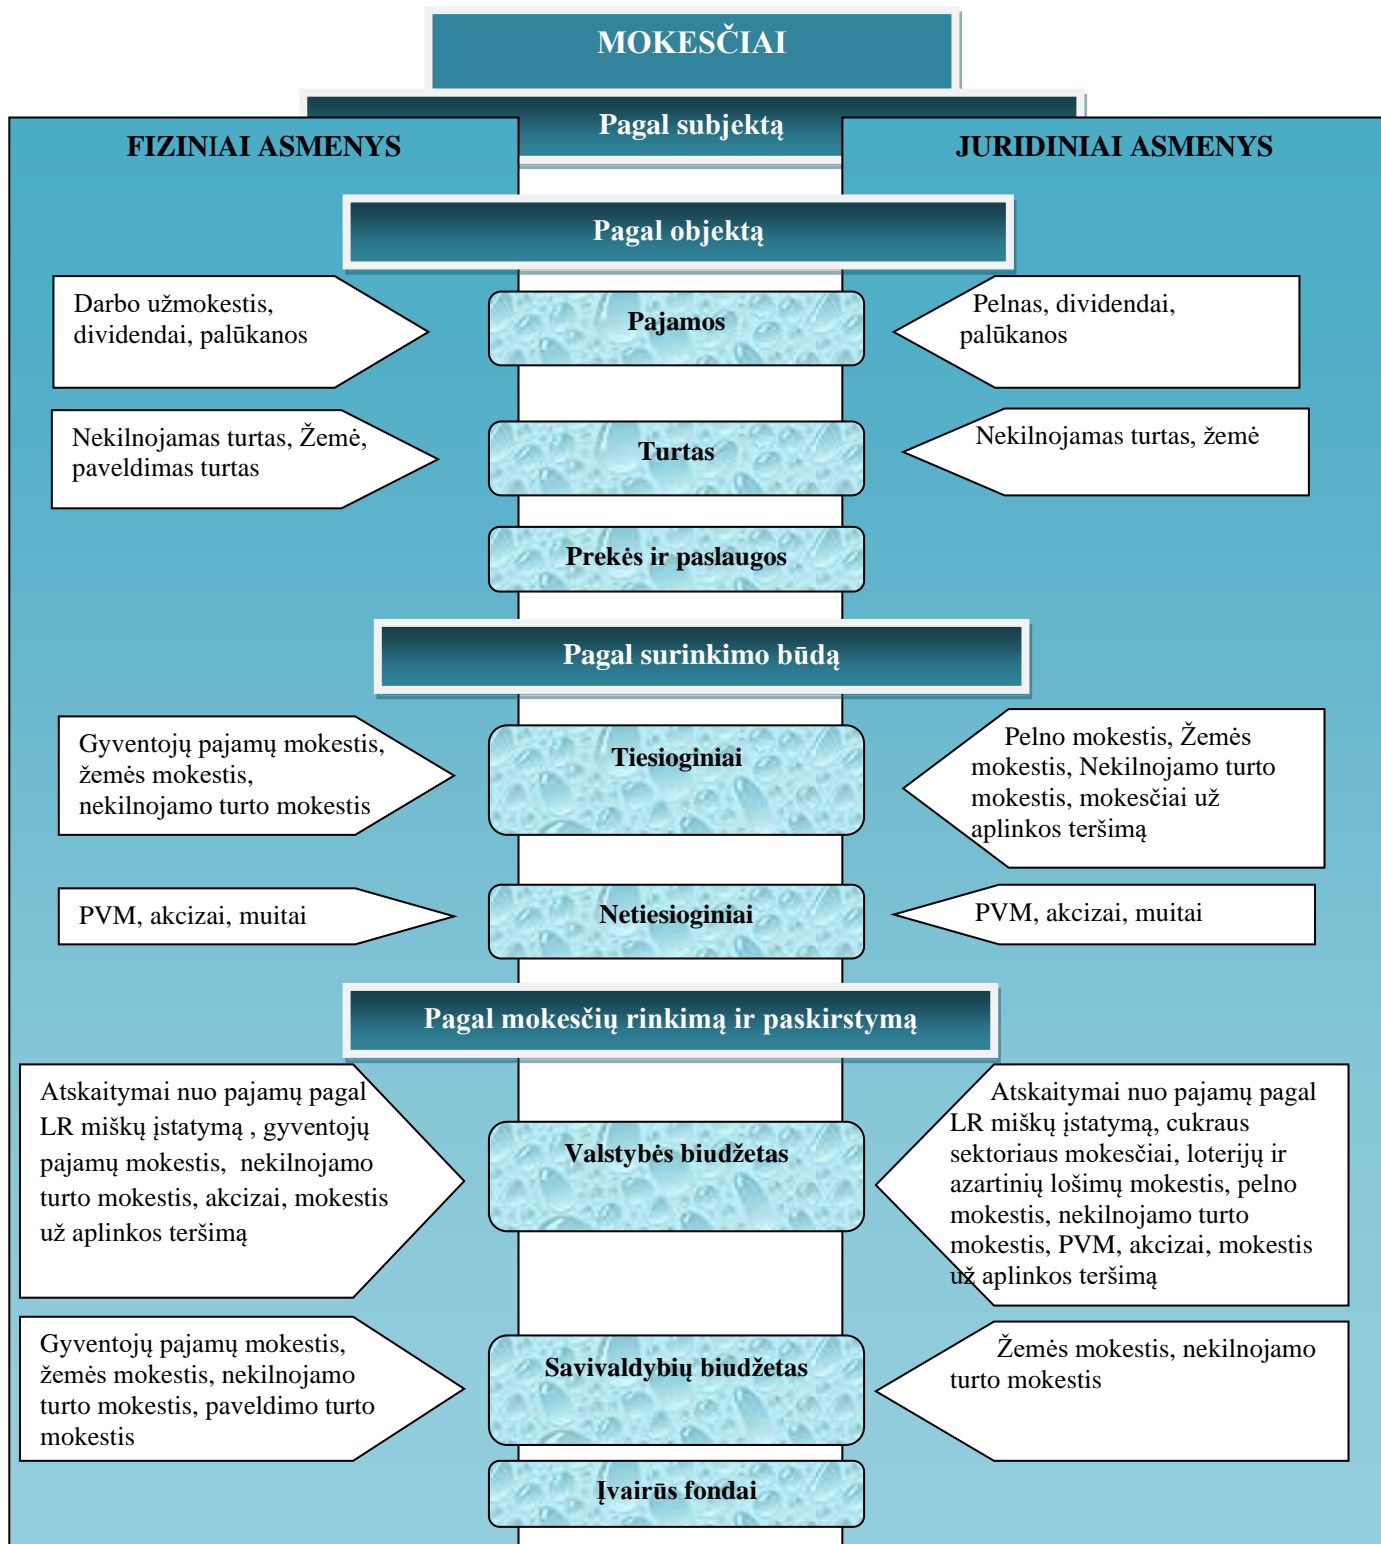 MOKESČIAI
Pagal subjektą
FIZINIAI ASMENYS
JURIDINIAI ASMENYS
Pagal objektą
Darbo užmokestis,
dividendai, palūkanos
Pajamos
Pelnas, dividendai,
palūkanos
Nekilnojamas turtas, Žemė,
paveldimas turtas
Turtas
Nekilnojamas turtas, žemė
Prekės ir paslaugos
Pagal surinkimo būdą
Gyventojų pajamų mokestis,
žemės mokestis,
nekilnojamo turto mokestis
Tiesioginiai
Pelno mokestis, Žemės
mokestis, Nekilnojamo turto
mokestis, mokesčiai už
aplinkos teršimą
PVM, akcizai, muitai
Netiesioginiai
PVM, akcizai, muitai
Pagal mokesčių rinkimą ir paskirstymą
Atskaitymai nuo pajamų pagal
LR miškų įstatymą , gyventojų
pajamų mokestis, nekilnojamo
turto mokestis, akcizai, mokestis
už aplinkos teršimą
Valstybės biudžetas
Atskaitymai nuo pajamų pagal
LR miškų įstatymą, cukraus
sektoriaus mokesčiai, loterijų ir
azartinių lošimų mokestis, pelno
mokestis, nekilnojamo turto
mokestis, PVM, akcizai, mokestis
už aplinkos teršimą
Gyventojų pajamų mokestis,
žemės mokestis, nekilnojamo
turto mokestis, paveldimo turto
mokestis
Savivaldybių biudžetas
Žemės mokestis, nekilnojamo
turto mokestis
Įvairūs fondai